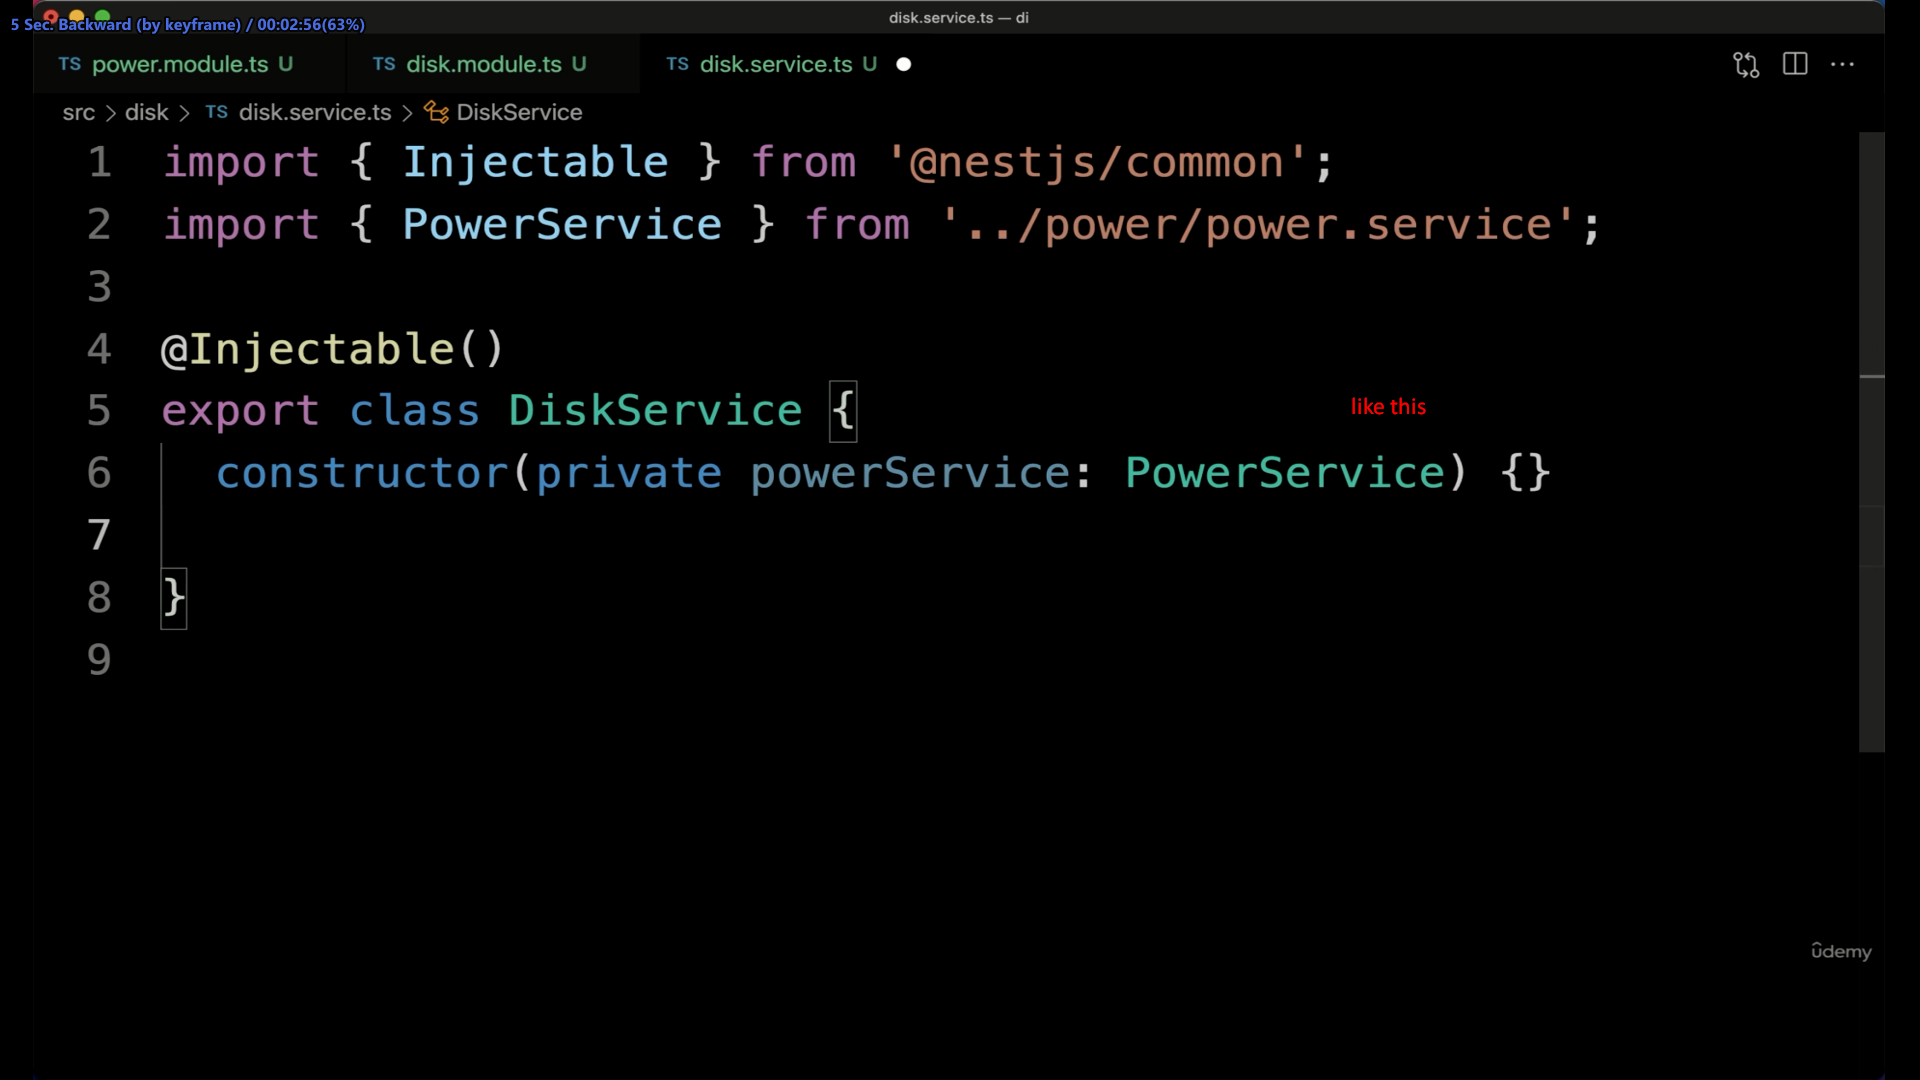 disk.service.ts — di
5 Sec. Backward (by keyframe) / 00:02:56(63%)
TS power.module.ts U
TS disk.module.ts U
TS disk.service.ts U
src > disk > TS disk.service.ts > DiskService
1 import { Injectable } from '@nestjs/common';
2 import { PowerService } from '../power/power.service';
3
4 @Injectable()
5 export class DiskService {
like this
6 constructor(private powerService: PowerService) {}
7
8 }
9
ûdemy